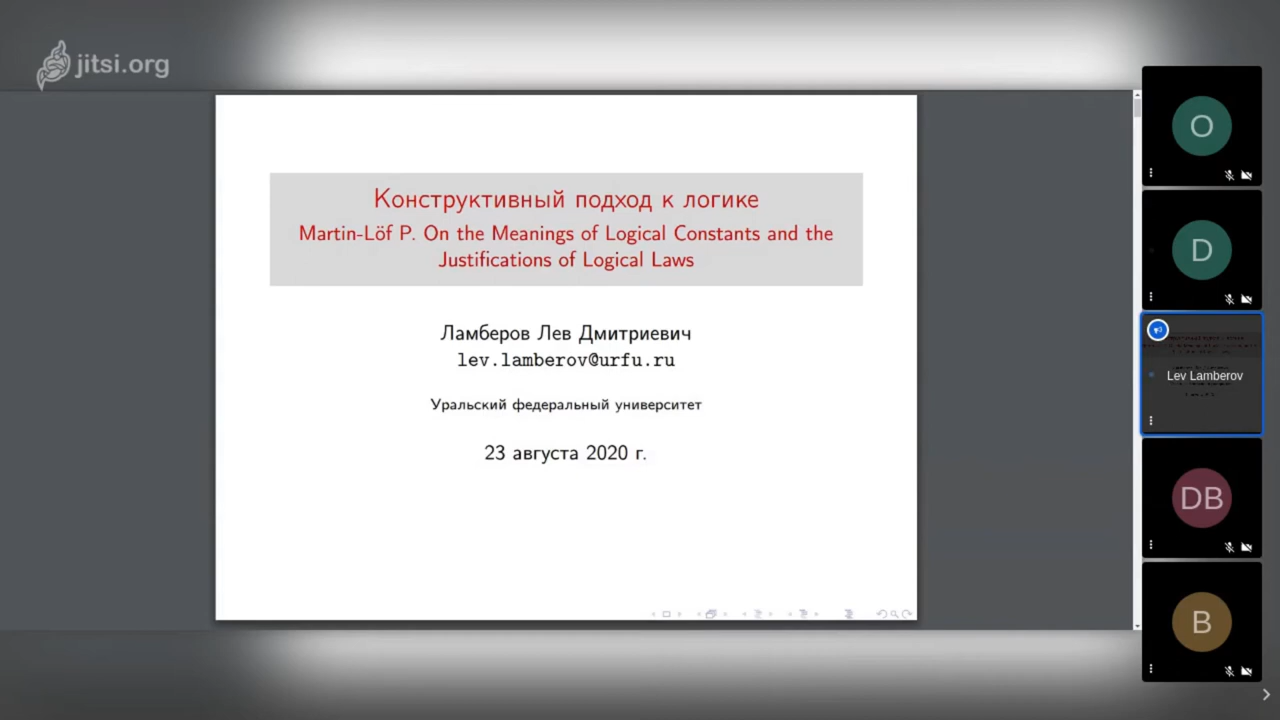 jitsi.org
Конструктивный подход к логике
Martin-Löf P. On the Meanings of Logical Constants and the
Justifications of Logical Laws
Ламберов Лев Дмитриевич
lev.lamberov@urfu.ru
Уральский федеральный университет
23 августа 2020 г.
O
D
Lev Lamberov
DB
B